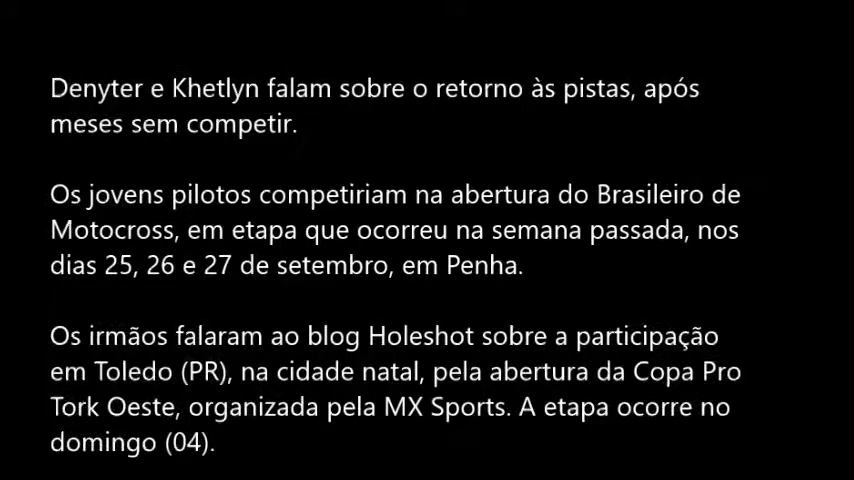 Denyter e Khetlyn falam sobre o retorno às pistas, após
meses sem competir.
Os jovens pilotos competiriam na abertura do Brasileiro de
Motocross, em etapa que ocorreu na semana passada, nos
dias 25, 26 e 27 de setembro, em Penha.
Os irmãos falaram ao blog Holeshot sobre a participação
em Toledo (PR), na cidade natal, pela abertura da Copa Pro
Tork Oeste, organizada pela MX Sports. A etapa ocorre no
domingo (04).